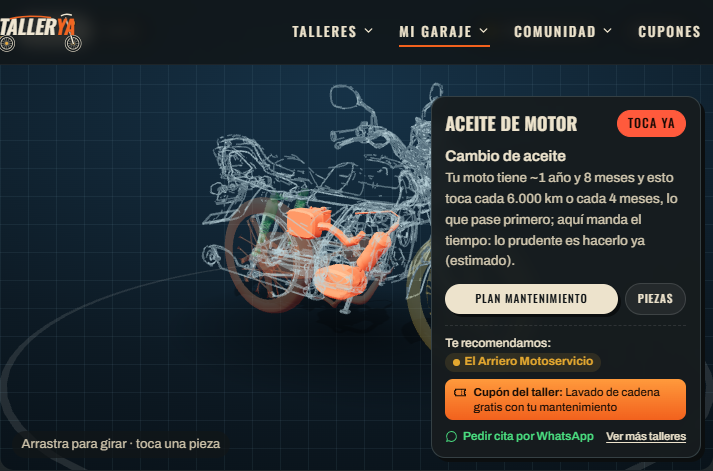 TALLERYA
TALLERES
MI GARAJE
COMUNIDAD
CUPONES
ACEITE DE MOTOR
TOCA YA
Cambio de aceite
Tu moto tiene ~1 año y 8 meses y esto
toca cada 6.000 km o cada 4 meses, lo
que pase primero; aquí manda el
tiempo: lo prudente es hacerlo ya
(estimado).
PLAN MANTENIMIENTO
PIEZAS
Te recomendamos:
El Arriero Motoservicio
Cupón del taller: Lavado de cadena
gratis con tu mantenimiento
Pedir cita por WhatsApp
Ver más talleres
Arrastra para girar · toca una pieza